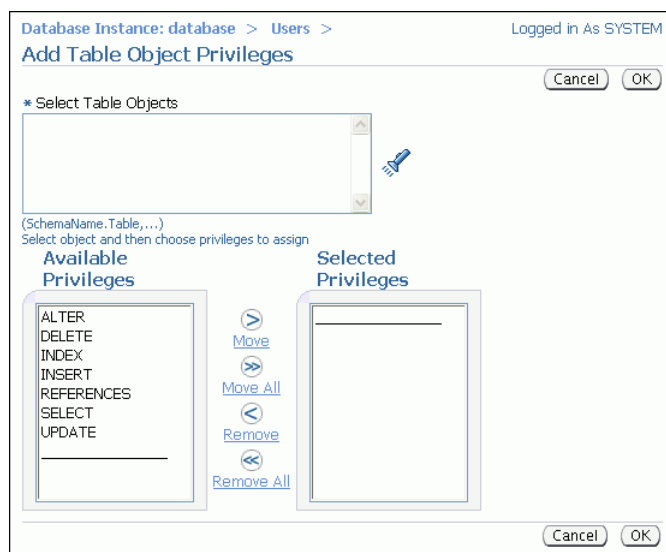 Database Instance: database > Users > Logged in As SYSTEM
Add Table Object Privileges
Cancel OK
* Select Table Objects
(SchemaName.Table,...)
Select object and then choose privileges to assign
Available Privileges
Selected Privileges
ALTER
DELETE
INDEX
INSERT
REFERENCES
SELECT
UPDATE
Move
Move All
Remove
Remove All
Cancel OK